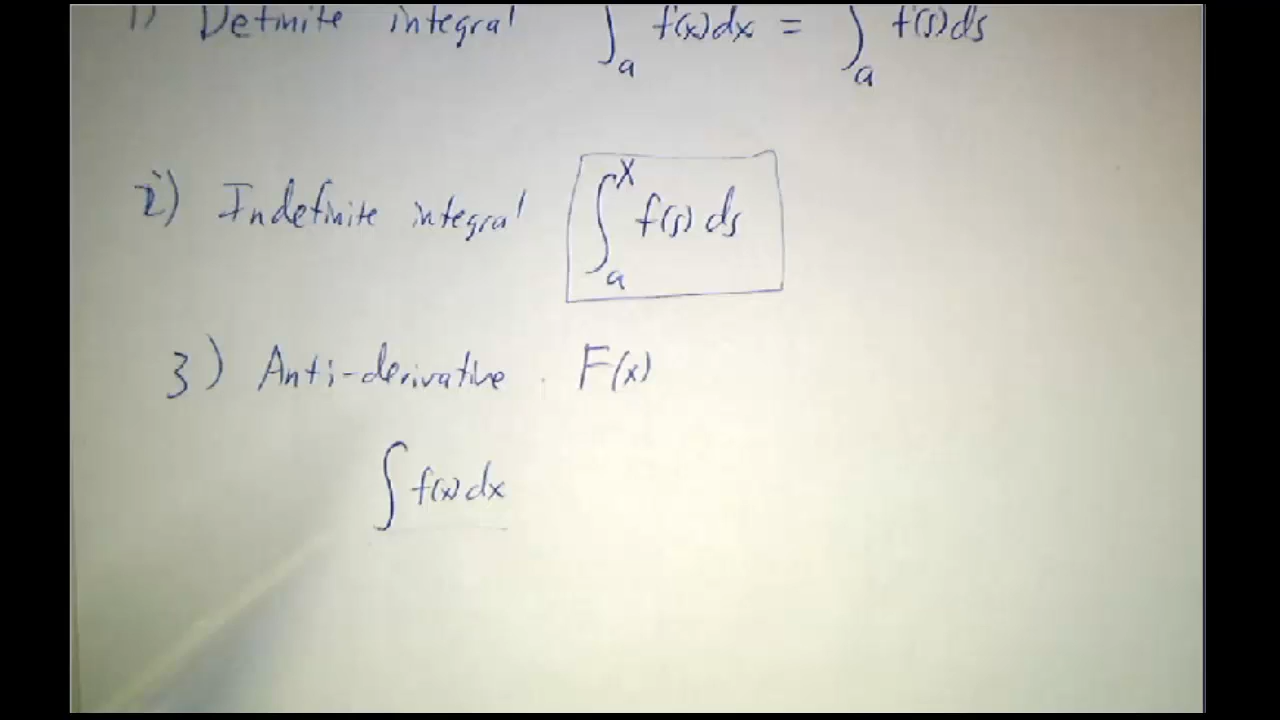 1) Definite integral ∫_a f(x)dx = ∫_a f(s)ds
2) Indefinite integral ∫_a^x f(s) ds
3) Anti-derivative F(x)
∫ f(x) dx